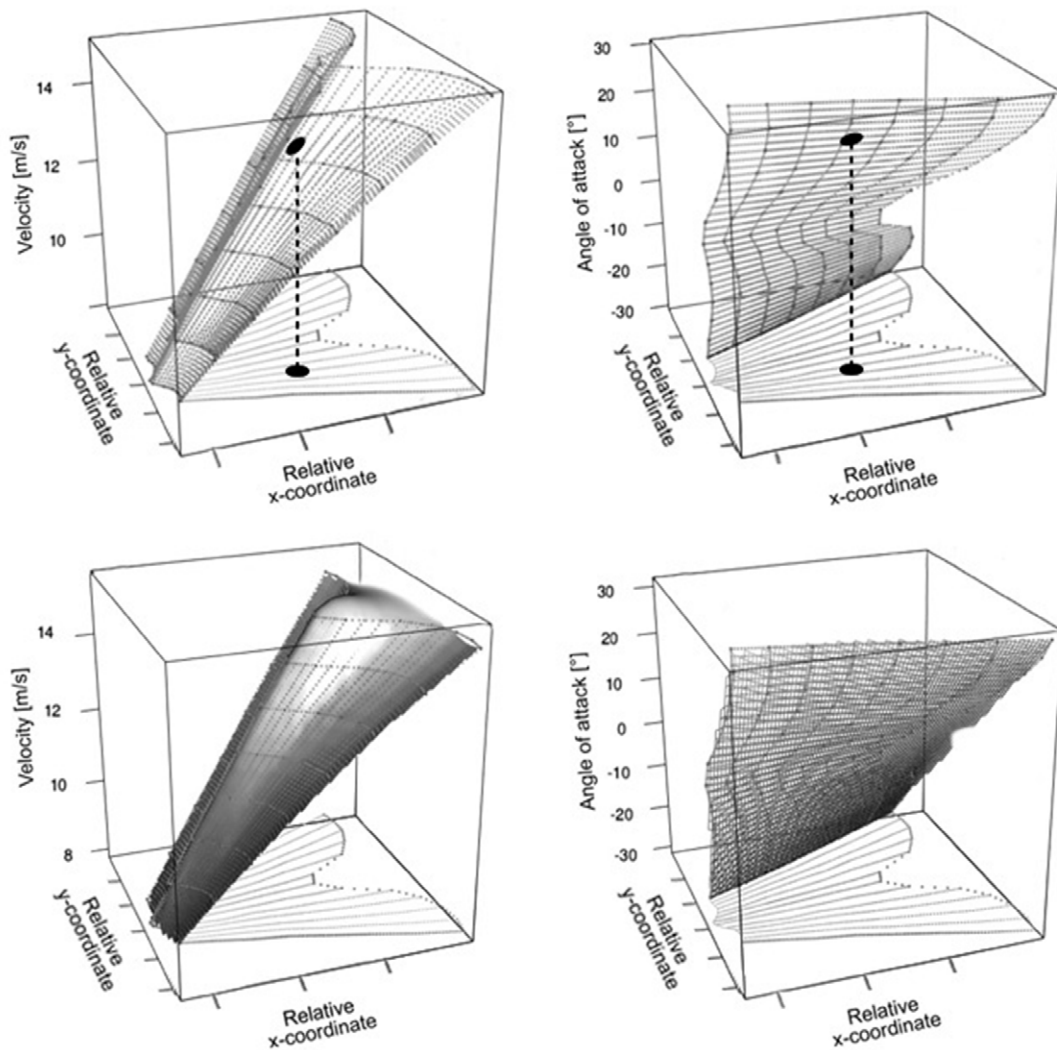 14
12
10
Velocity [m/s]
Relative
y-coordinate
Relative
x-coordinate
30
20
10
0
-10
-20
-30
Angle of attack [°]
Relative
y-coordinate
Relative
x-coordinate
14
12
10
8
Velocity [m/s]
Relative
y-coordinate
Relative
x-coordinate
30
20
10
0
-10
-20
-30
Angle of attack [°]
Relative
y-coordinate
Relative
x-coordinate